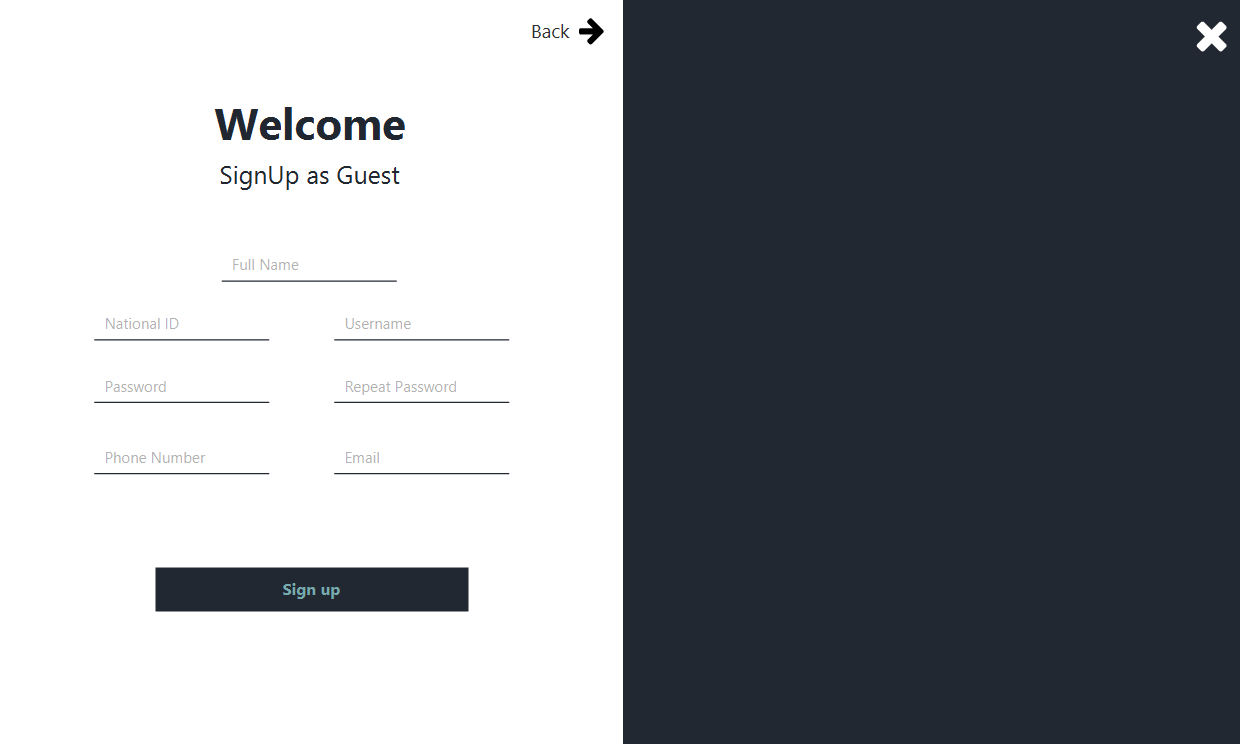 Back
Welcome
SignUp as Guest
Full Name
National ID
Username
Password
Repeat Password
Phone Number
Email
Sign up